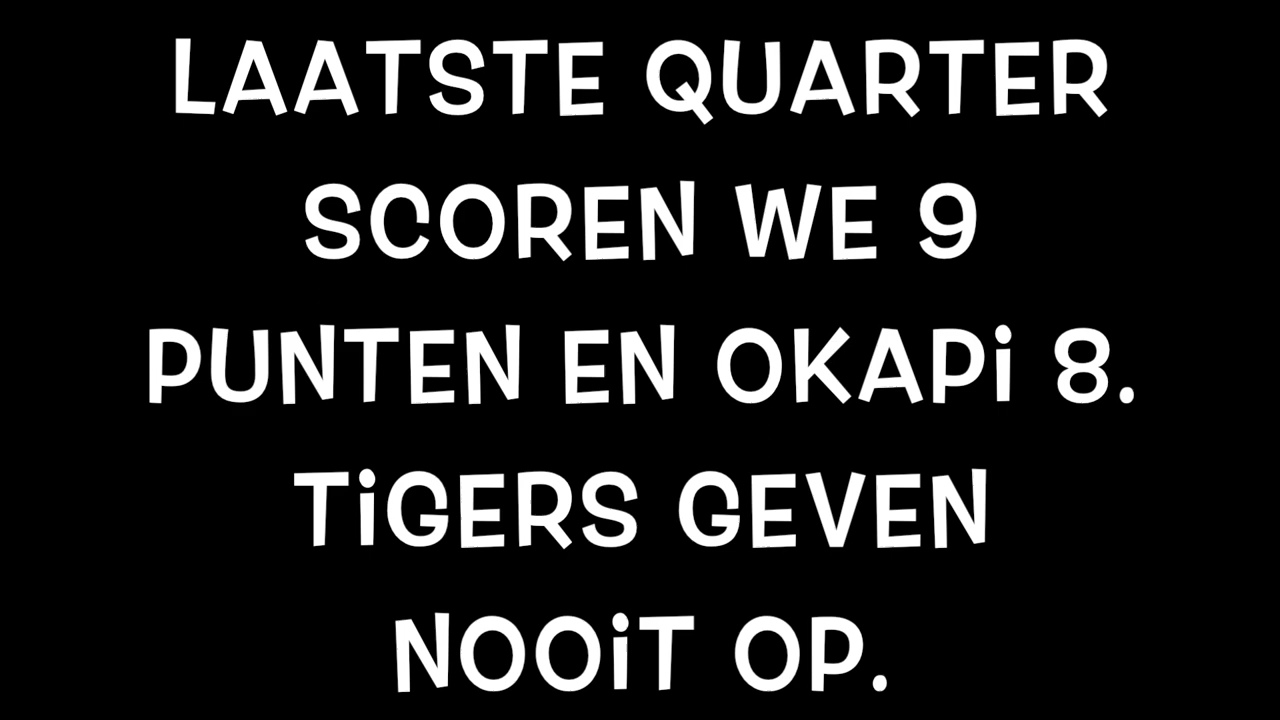 LAATSTE QUARTER
SCOREN WE 9
PUNTEN EN OKAPi 8.
TiGERS GEVEN
NOOiT OP.